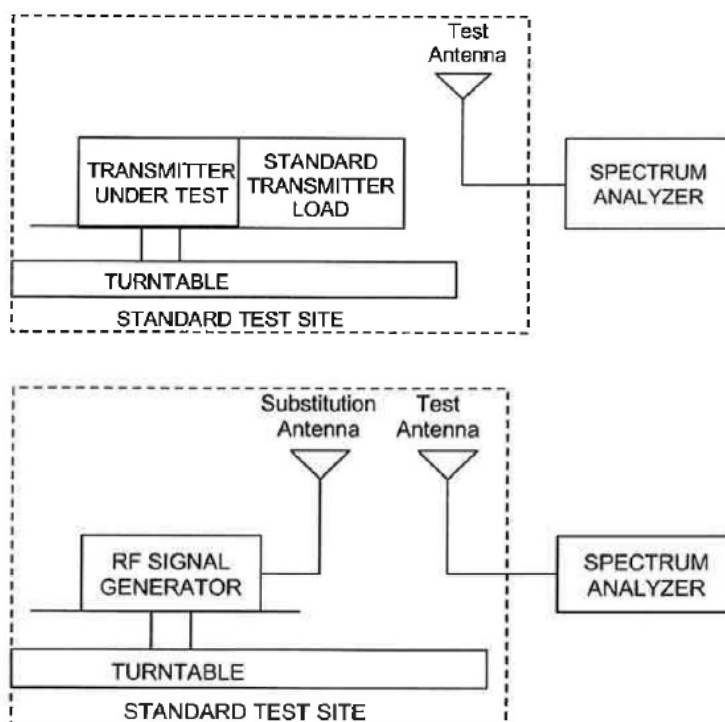 Test
Antenna
TRANSMITTER
UNDER TEST
STANDARD
TRANSMITTER
LOAD
SPECTRUM
ANALYZER
TURNTABLE
STANDARD TEST SITE
Substitution
Antenna
Test
Antenna
RF SIGNAL
GENERATOR
SPECTRUM
ANALYZER
TURNTABLE
STANDARD TEST SITE